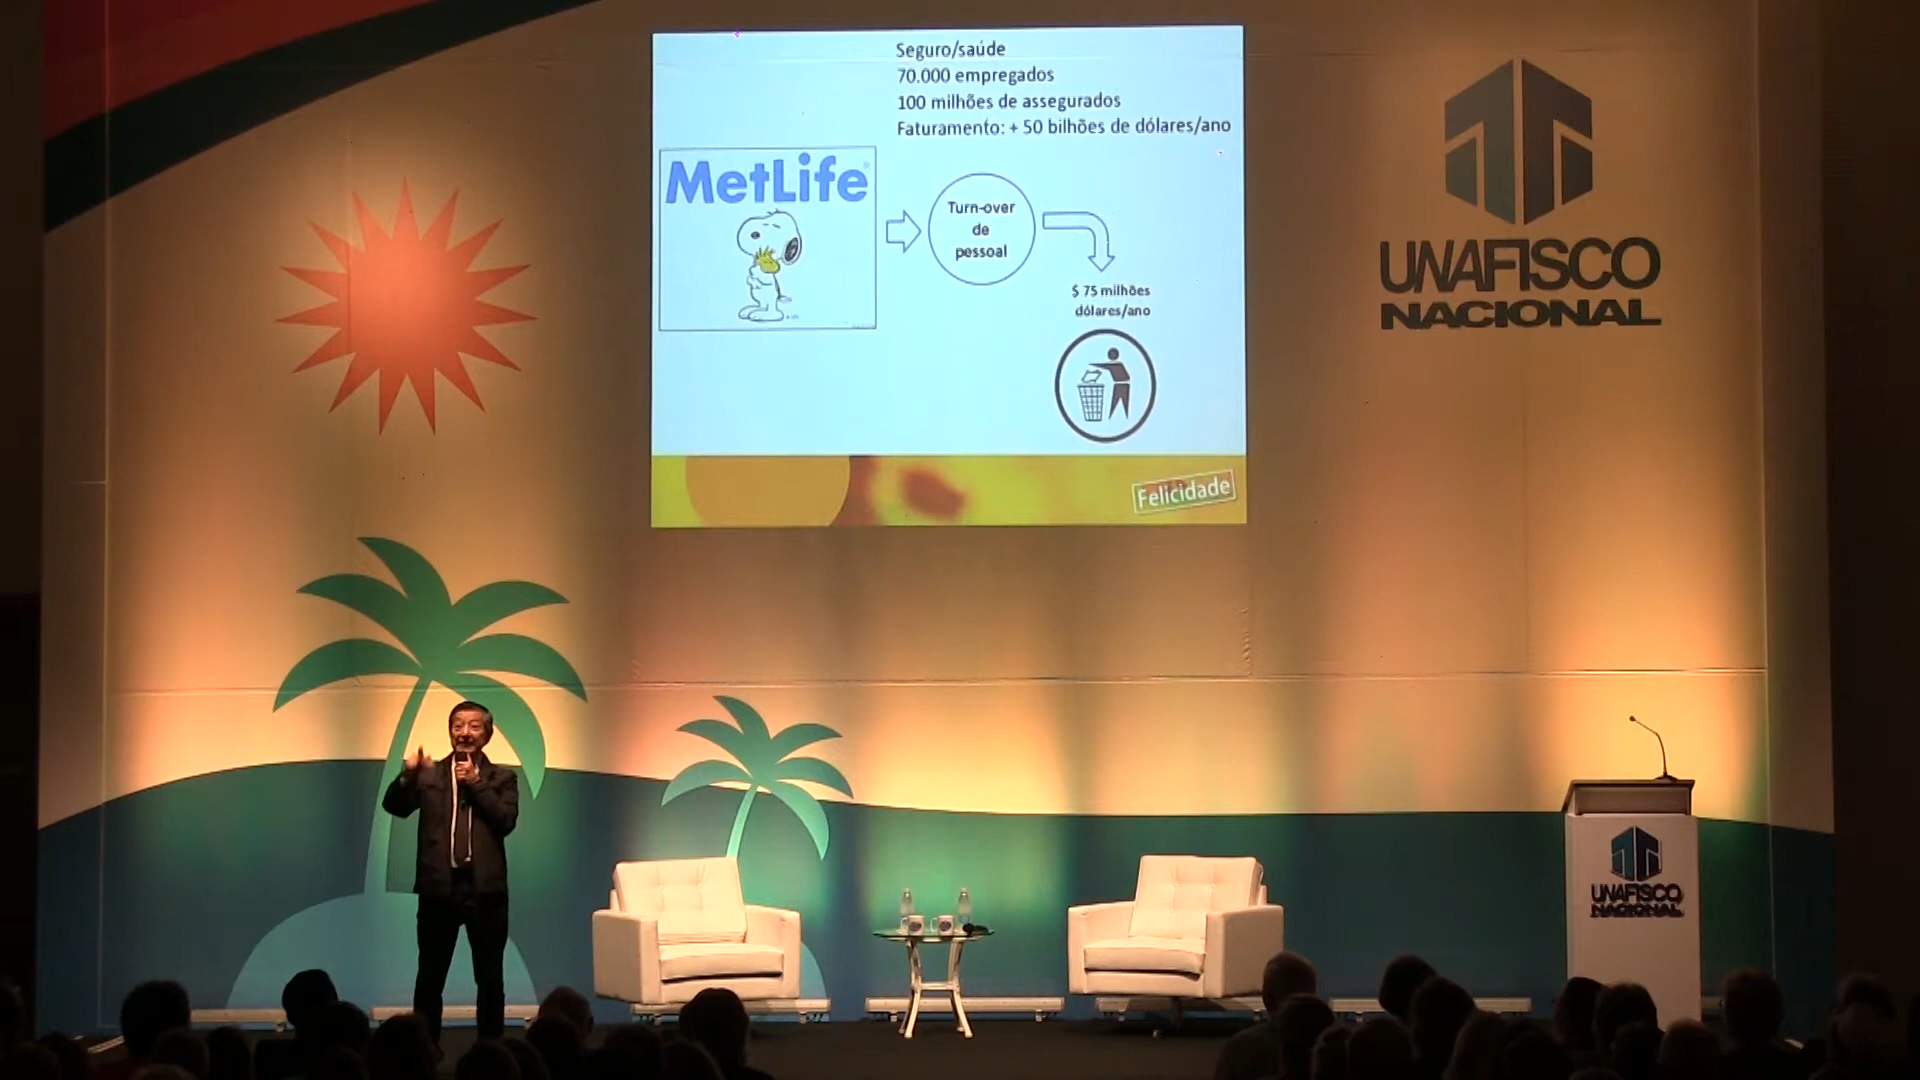 Seguro/saúde
70.000 empregados
100 milhões de assegurados
Faturamento: + 50 bilhões de dólares/ano
MetLife
Turn-over
de
pessoal
$ 75 milhões
dólares/ano
Felicidade
UNAFISCO
NACIONAL
UNAFISCO
NACIONAL